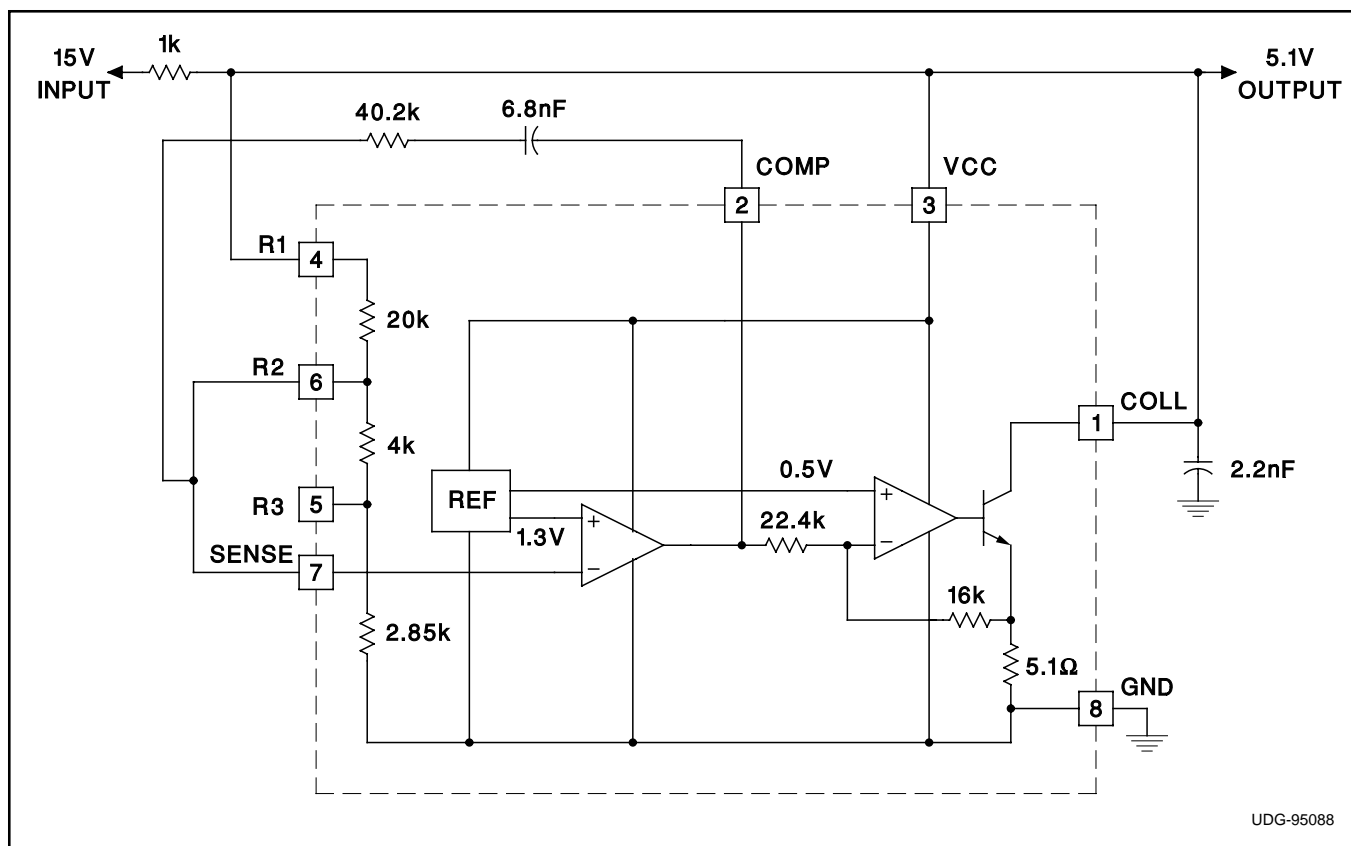 1k
15V
INPUT
5.1V
OUTPUT
40.2k
6.8nF
COMP
VCC
2
3
R1
4
20k
R2
6
COLL
1
4k
0.5V
2.2nF
R3
5
REF
+
22.4k
1.3V
+
−
SENSE
7
−
16k
2.85k
5.1Ω
GND
8
UDG-95088